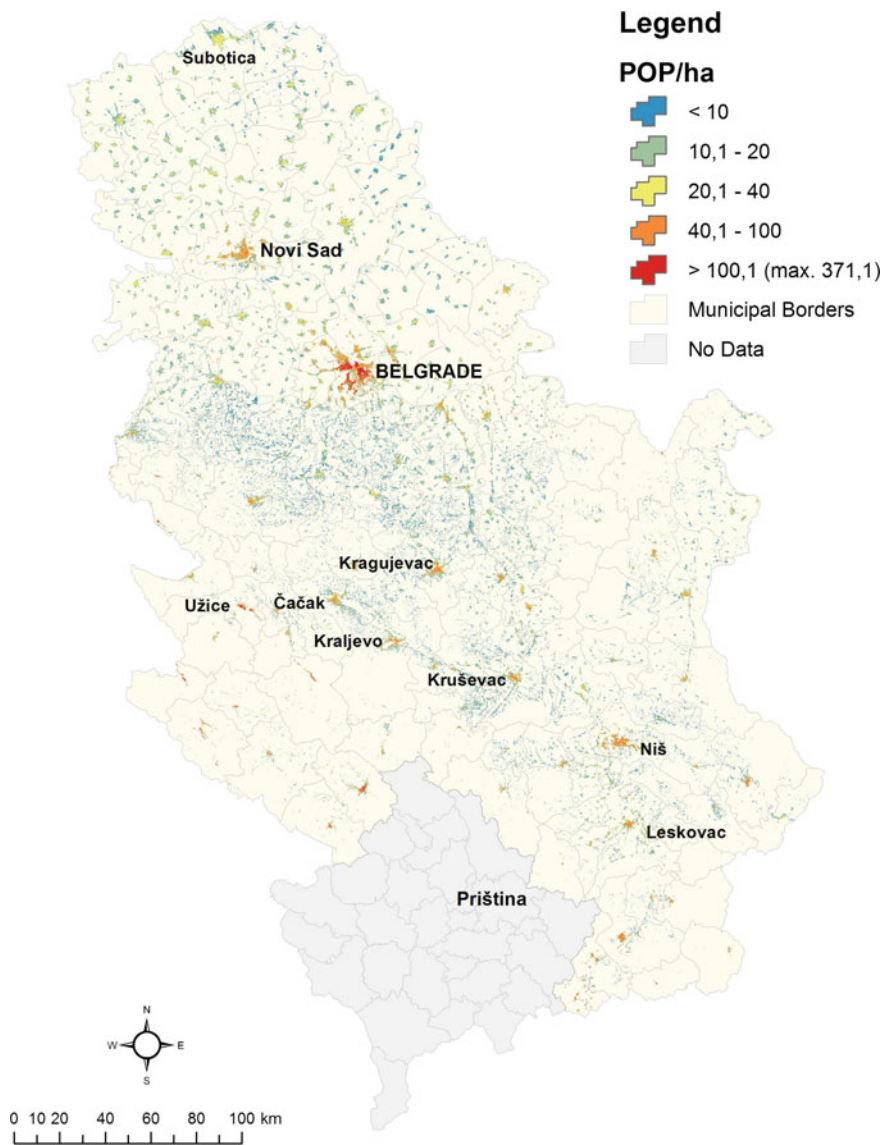 Legend
POP/ha
< 10
10,1 - 20
20,1 - 40
40,1 - 100
> 100,1 (max. 371,1)
Municipal Borders
No Data
Subotica
Novi Sad
BELGRADE
Kragujevac
Užice
Čačak
Kraljevo
Kruševac
Niš
Leskovac
Priština
N
W E
S
0 10 20 40 60 80 100 km